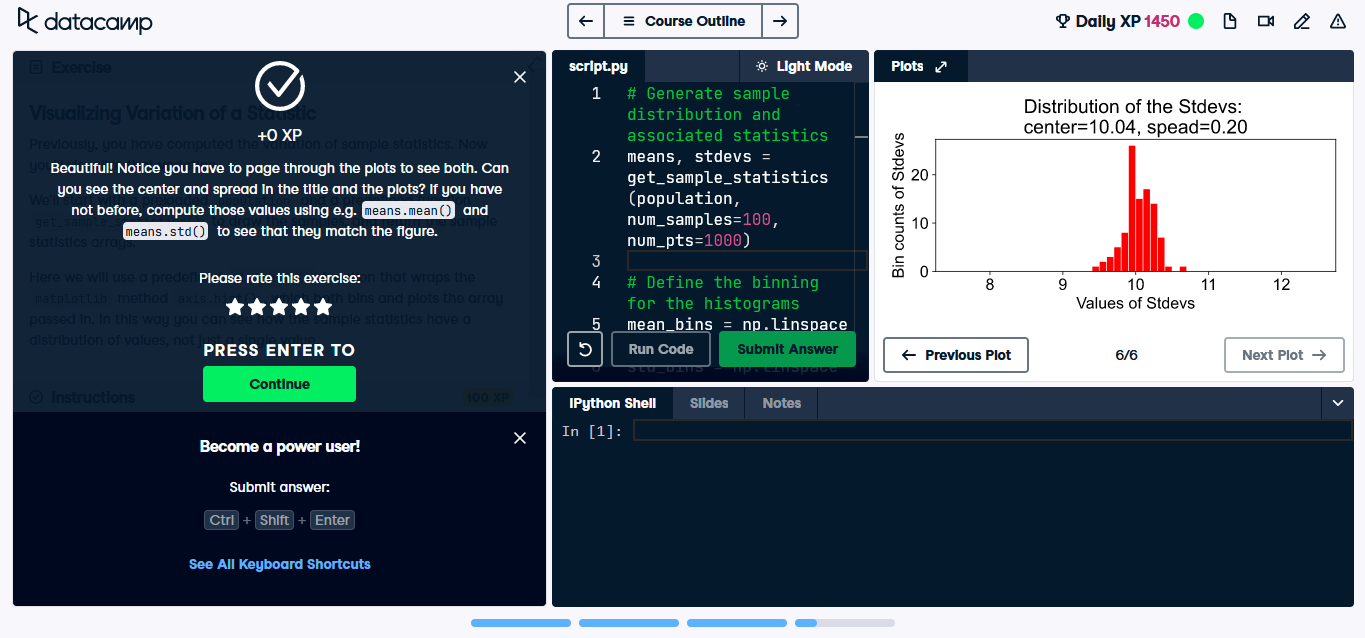 datacamp
Course Outline
Daily XP 1450
Exercise
Visualizing Variation of a Statistic
+0 XP
Beautiful! Notice you have to page through the plots to see both. Can
you see the center and spread in the title and the plots? If you have
not before, compute those values using e.g. means.mean() and
means.std() to see that they match the figure.
Please rate this exercise:
PRESS ENTER TO
Continue
Instructions
100 XP
Become a power user!
Submit answer:
Ctrl + Shift + Enter
See All Keyboard Shortcuts
script.py
Light Mode
1 # Generate sample
distribution and
associated statistics
2 means, stdevs =
get_sample_statistics
(population,
num_samples=100,
num_pts=1000)
3
4 # Define the binning
for the histograms
5 mean_bins = np.linspace
6 std_bins = np.linspace
Run Code
Submit Answer
Plots
Distribution of the Stdevs:
center=10.04, spead=0.20
Bin counts of Stdevs
20
10
0
8 9 10 11 12
Values of Stdevs
Previous Plot
6/6
Next Plot
IPython Shell
Slides
Notes
In [1]: